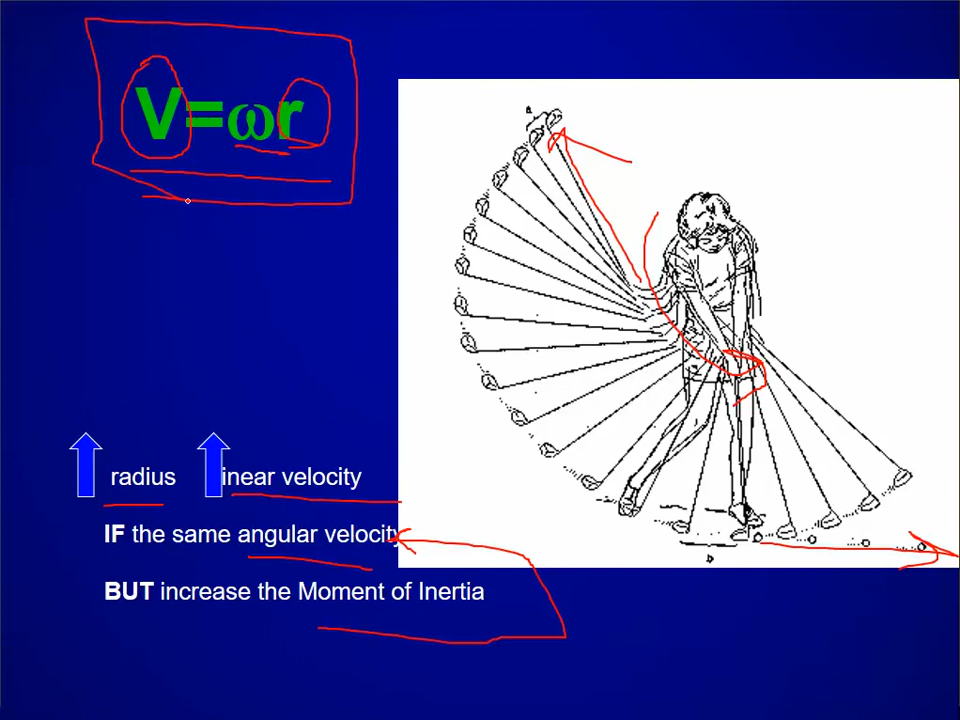 V=ωr
radius inear velocity
IF the same angular velocity
BUT increase the Moment of Inertia